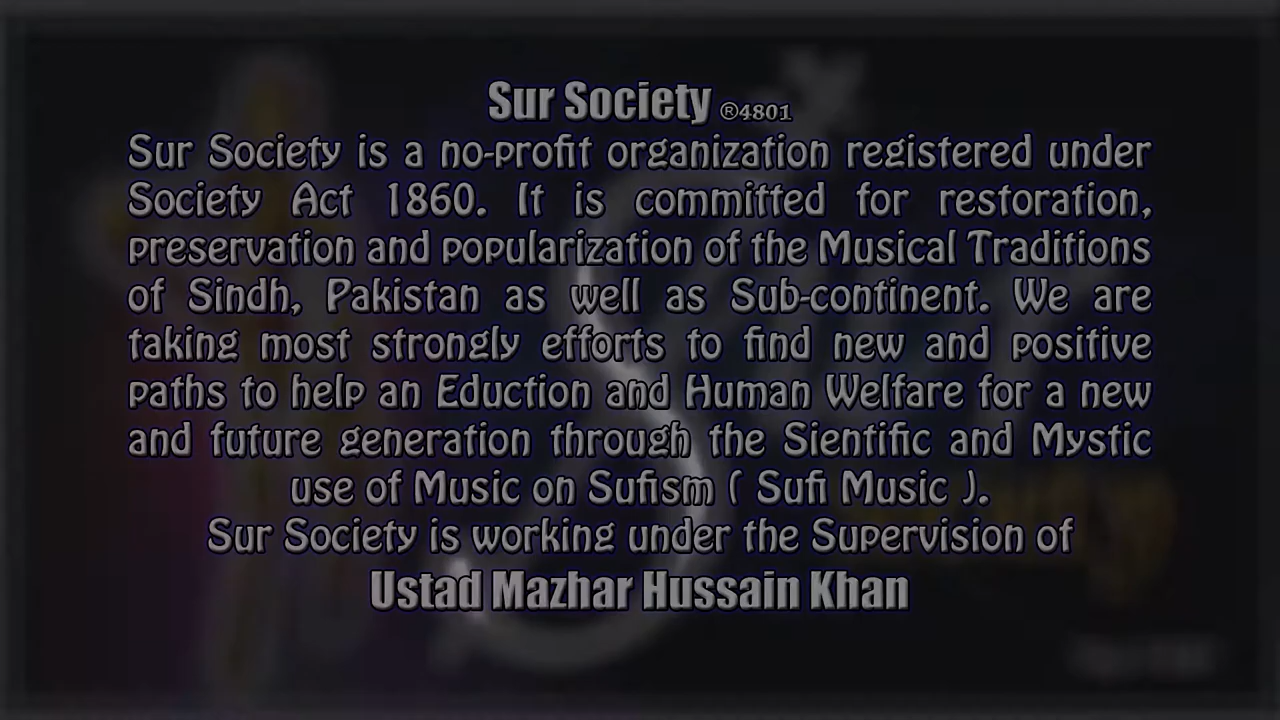 Sur Society ®4801
Sur Society is a no-profit organization registered under
Society Act 1860. It is committed for restoration,
preservation and popularization of the Musical Traditions
of Sindh, Pakistan as well as Sub-continent. We are
taking most strongly efforts to find new and positive
paths to help an Eduction and Human Welfare for a new
and future generation through the Sientific and Mystic
use of Music on Sufism ( Sufi Music ).
Sur Society is working under the Supervision of
Ustad Mazhar Hussain Khan